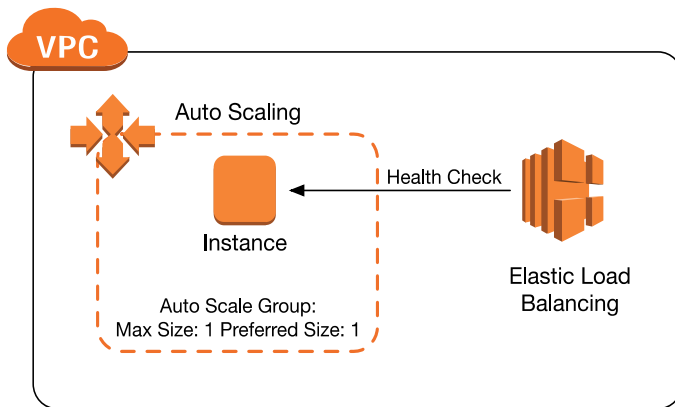 VPC
Auto Scaling
Health Check
Instance
Elastic Load
Balancing
Auto Scale Group:
Max Size: 1 Preferred Size: 1